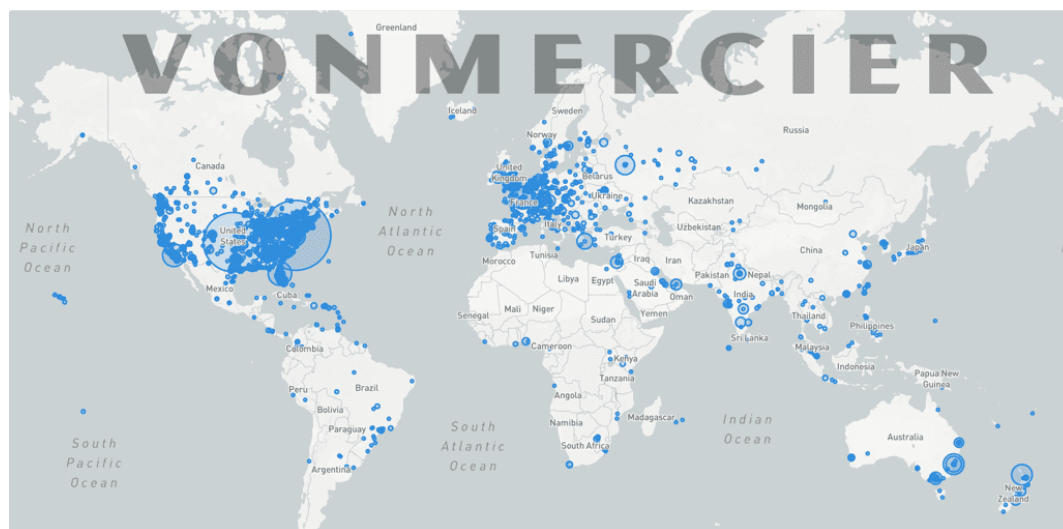 VONMERCIER
Greenland
Iceland
Sweden
Norway
Russia
Canada
United
Kingdom
Belarus
Ukraine
France
Kazakhstan
Mongolia
North
Pacific
Ocean
North
Atlantic
Ocean
United
States
Spain
Italy
Turkey
Uzbekistan
China
Japan
Morocco
Tunisia
Iraq
Iran
Pakistan
Nepal
Mexico
Cuba
Libya
Egypt
Saudi
Arabia
Oman
India
Senegal
Mali
Niger
Sudan
Yemen
Thailand
Philippines
Sri Lanka
Malaysia
Colombia
Cameroon
Kenya
Indonesia
Papua New
Guinea
Peru
Brazil
Tanzania
Angola
Bolivia
Namibia
Madagascar
Indian
Ocean
Paraguay
South
Pacific
Ocean
South
Atlantic
Ocean
South Africa
Australia
Argentina
New
Zealand